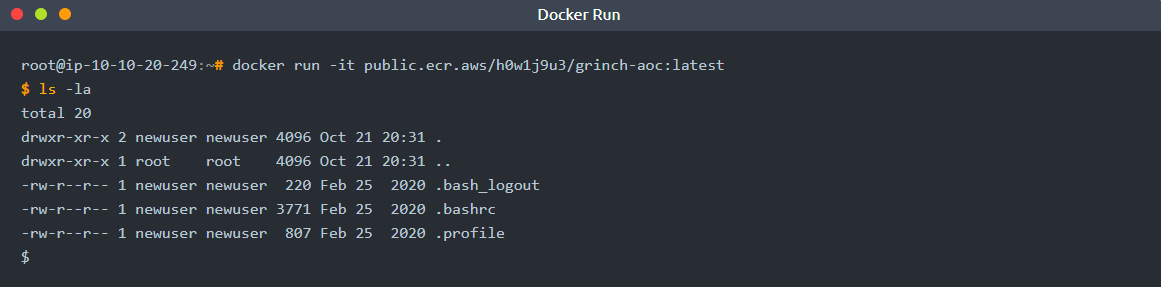 Docker Run
root@ip-10-10-20-249:~# docker run -it public.ecr.aws/h0w1j9u3/grinch-aoc:latest
$ ls -la
total 20
drwxr-xr-x 2 newuser newuser 4096 Oct 21 20:31 .
drwxr-xr-x 1 root    root    4096 Oct 21 20:31 ..
-rw-r--r-- 1 newuser newuser  220 Feb 25  2020 .bash_logout
-rw-r--r-- 1 newuser newuser 3771 Feb 25  2020 .bashrc
-rw-r--r-- 1 newuser newuser  807 Feb 25  2020 .profile
$